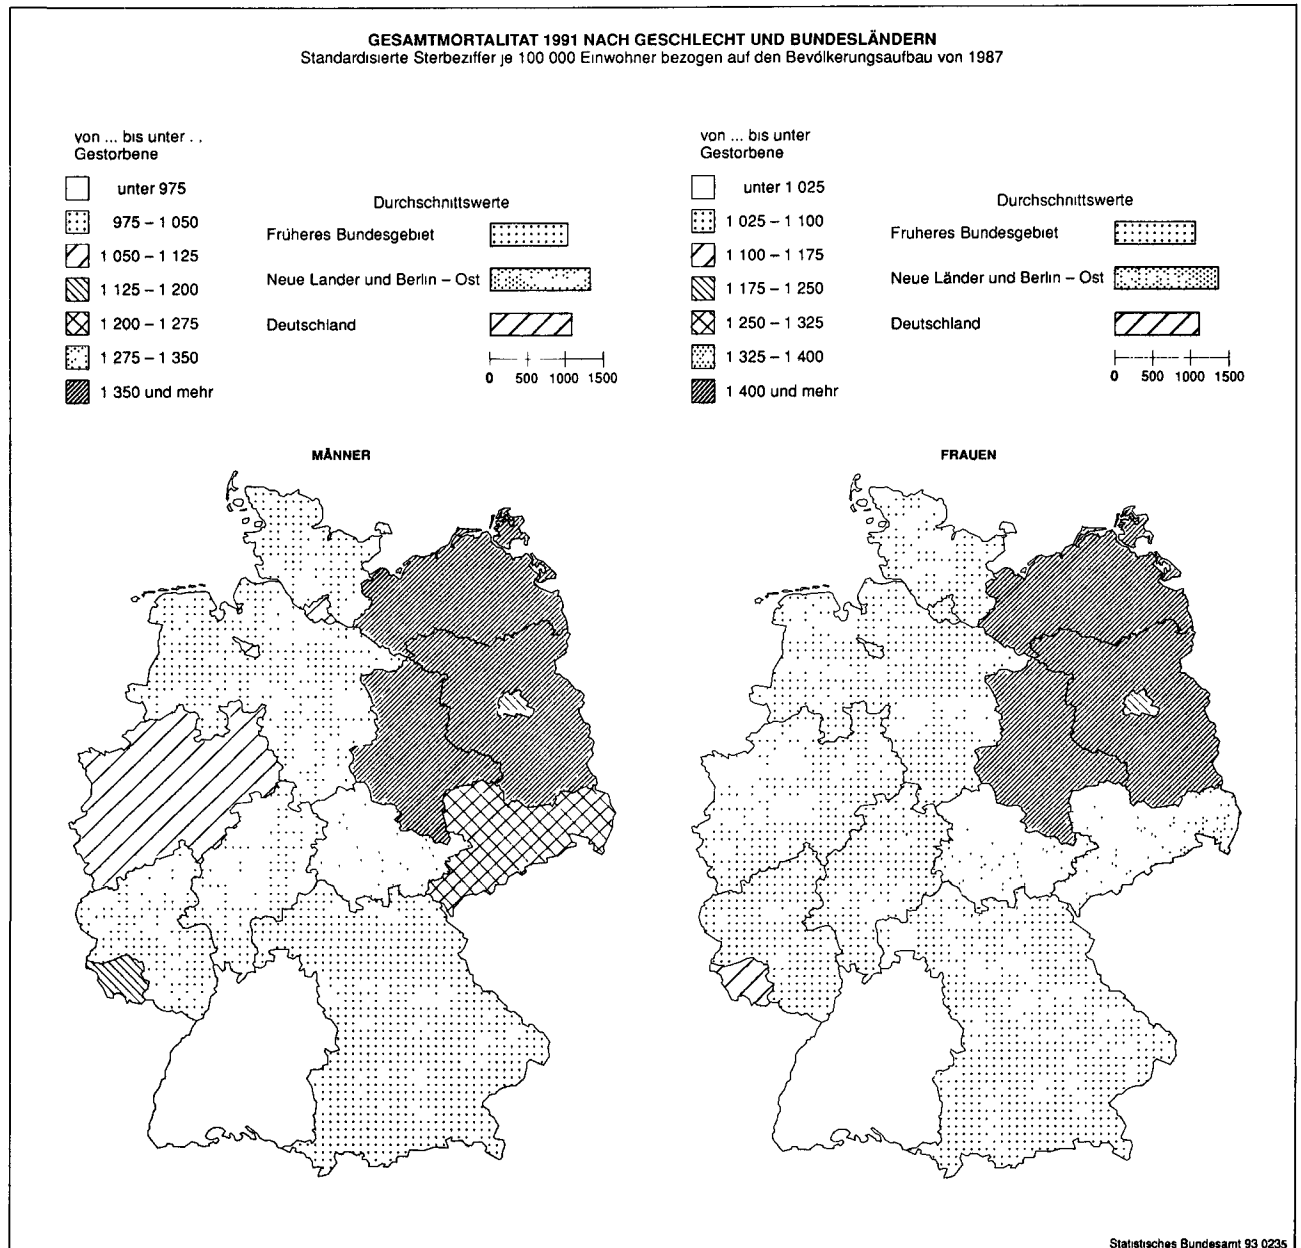 GESAMTMORTALITAT 1991 NACH GESCHLECHT UND BUNDESLÄNDERN
Standardisierte Sterbeziffer je 100 000 Einwohner bezogen auf den Bevölkerungsaufbau von 1987
von ... bis unter . .
Gestorbene
unter 975
975 – 1 050
1 050 – 1 125
1 125 – 1 200
1 200 – 1 275
1 275 – 1 350
1 350 und mehr
Durchschnittswerte
Früheres Bundesgebiet
Neue Lander und Berlin – Ost
Deutschland
0 500 1000 1500
von ... bis unter
Gestorbene
unter 1 025
1 025 – 1 100
1 100 – 1 175
1 175 – 1 250
1 250 – 1 325
1 325 – 1 400
1 400 und mehr
Durchschnittswerte
Fruheres Bundesgebiet
Neue Länder und Berlin – Ost
Deutschland
0 500 1000 1500
MÄNNER
FRAUEN
Statistisches Bundesamt 93 0235